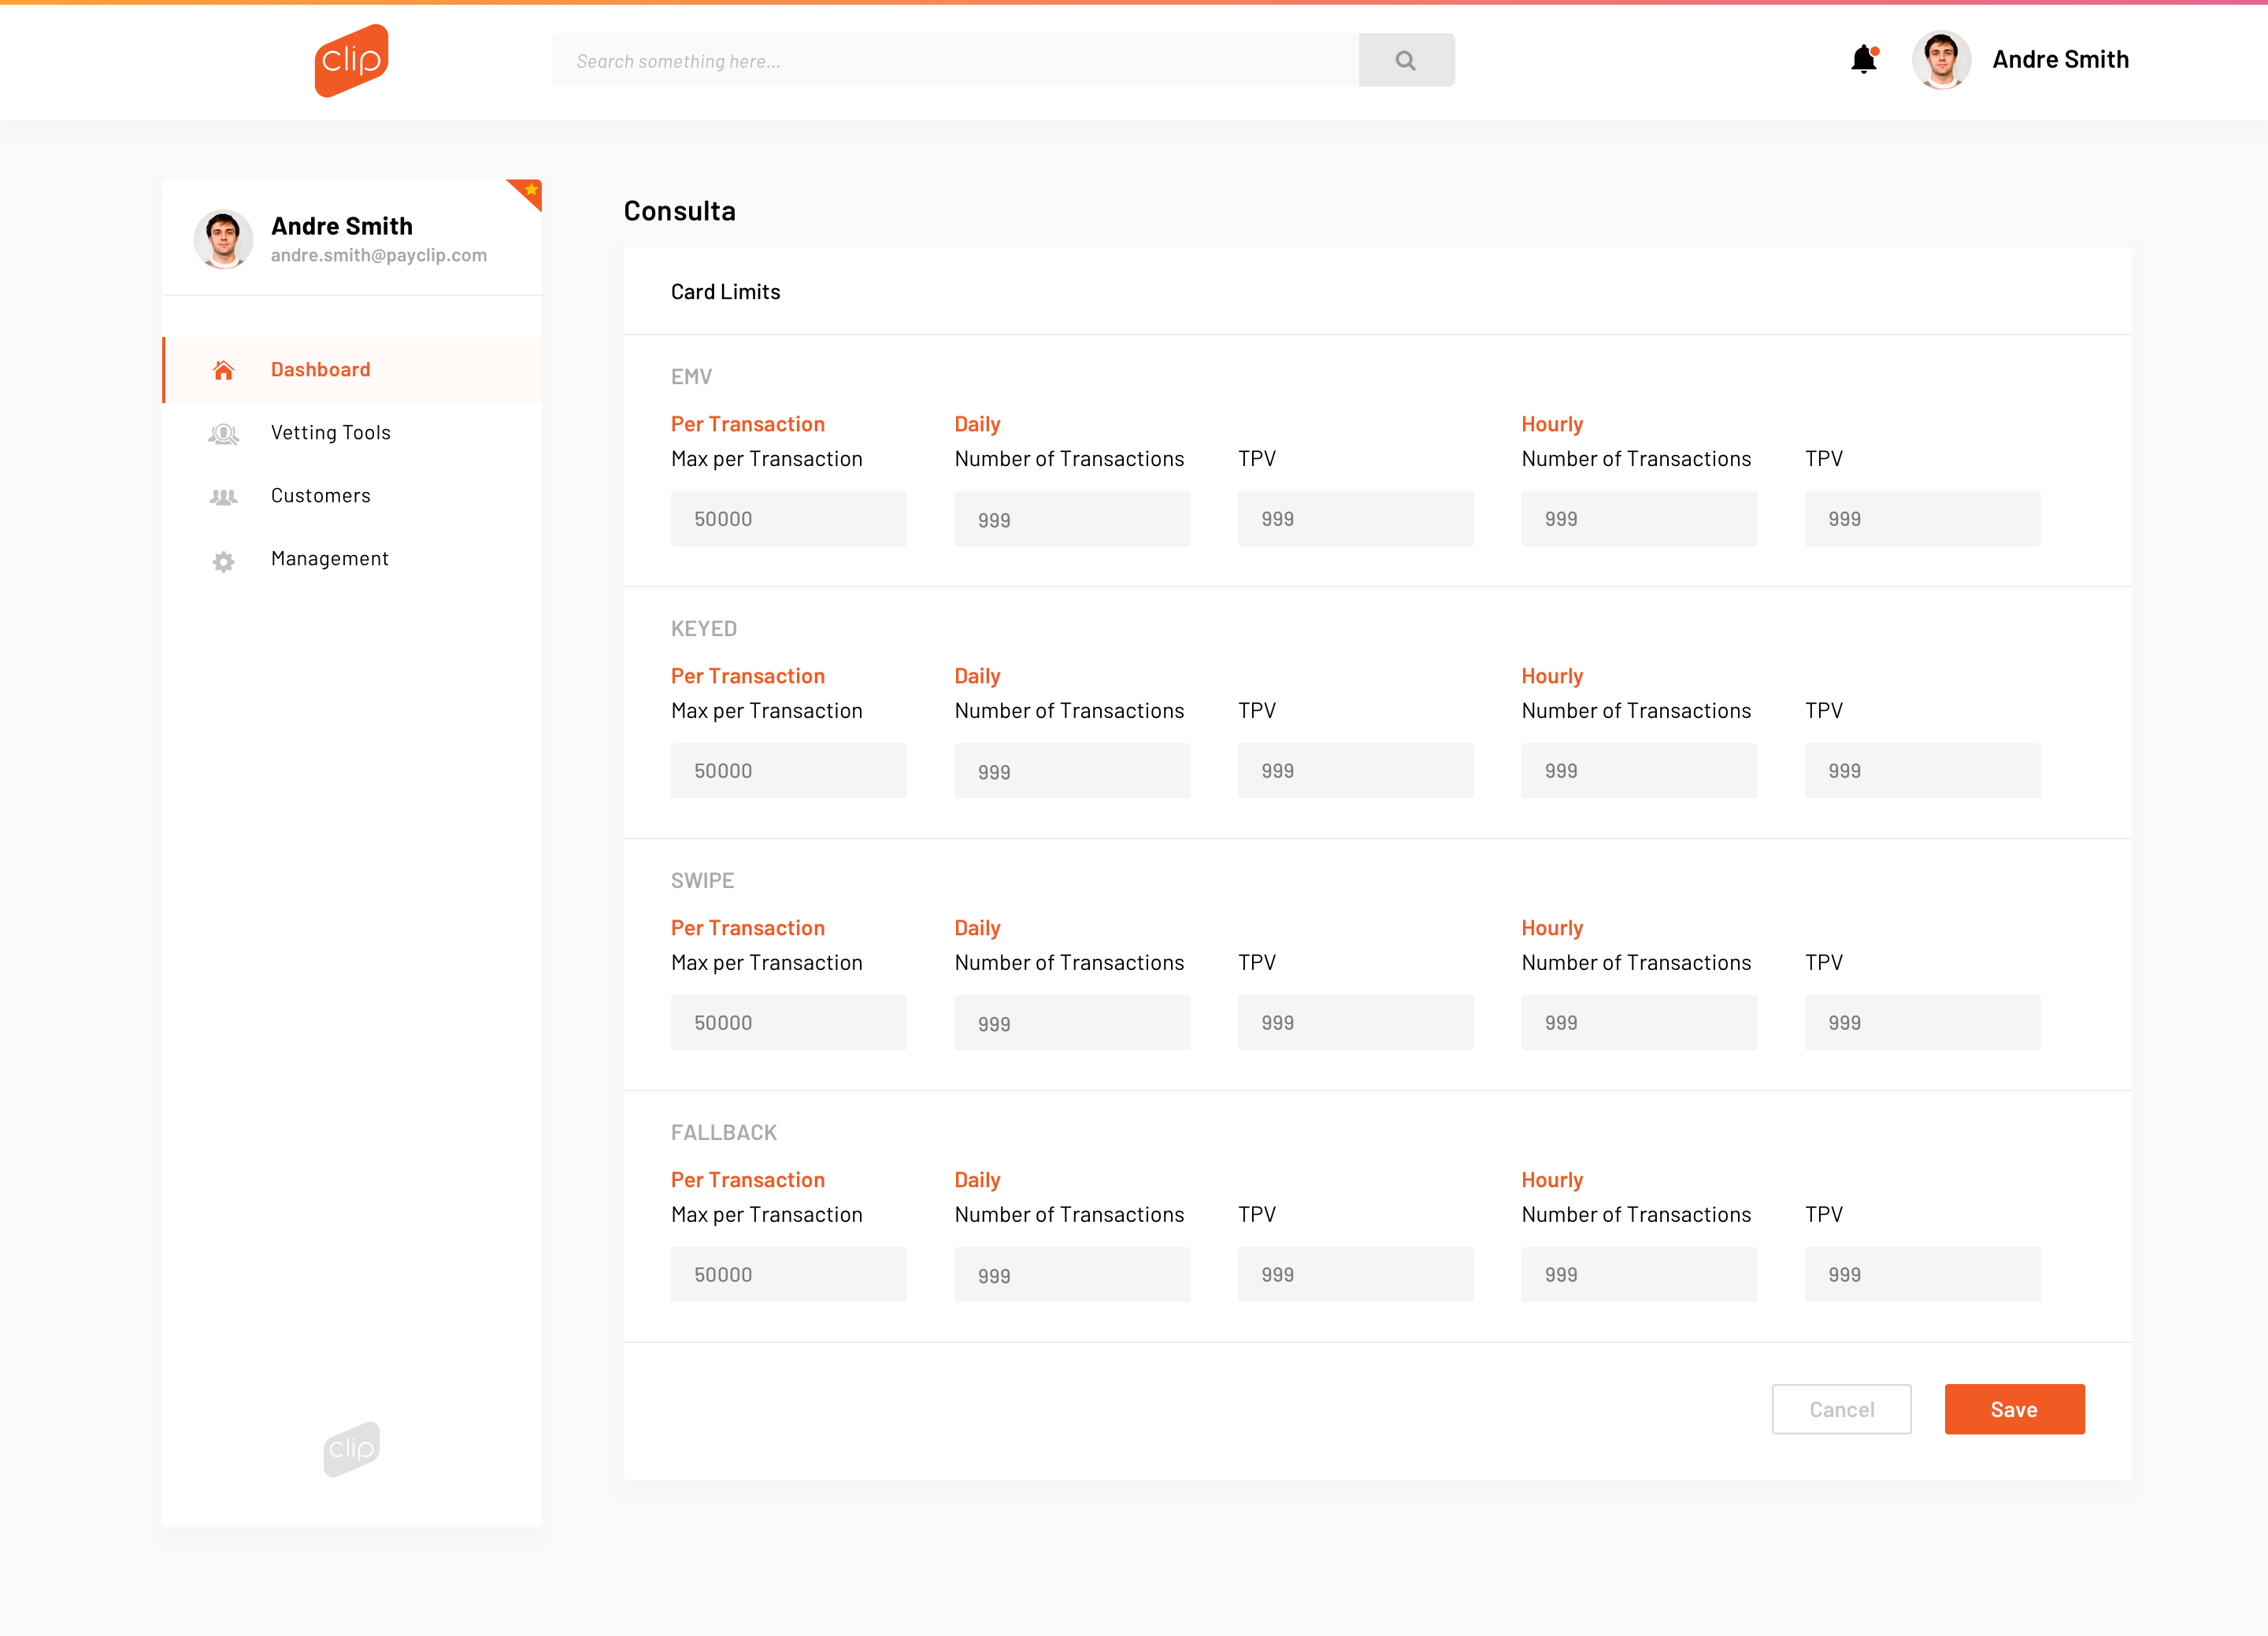 clip
Search something here...
Andre Smith
Andre Smith
andre.smith@payclip.com
Dashboard
Vetting Tools
Customers
Management
clip
Consulta
Card Limits
EMV
Per Transaction Daily Hourly
Max per Transaction Number of Transactions TPV Number of Transactions TPV
50000 999 999 999 999
KEYED
Per Transaction Daily Hourly
Max per Transaction Number of Transactions TPV Number of Transactions TPV
50000 999 999 999 999
SWIPE
Per Transaction Daily Hourly
Max per Transaction Number of Transactions TPV Number of Transactions TPV
50000 999 999 999 999
FALLBACK
Per Transaction Daily Hourly
Max per Transaction Number of Transactions TPV Number of Transactions TPV
50000 999 999 999 999
Cancel Save